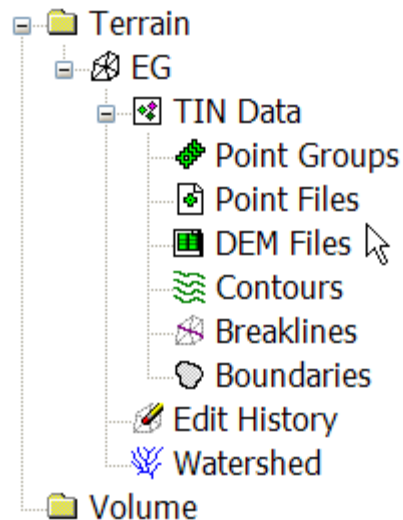 Terrain
EG
TIN Data
Point Groups
Point Files
DEM Files
Contours
Breaklines
Boundaries
Edit History
Watershed
Volume